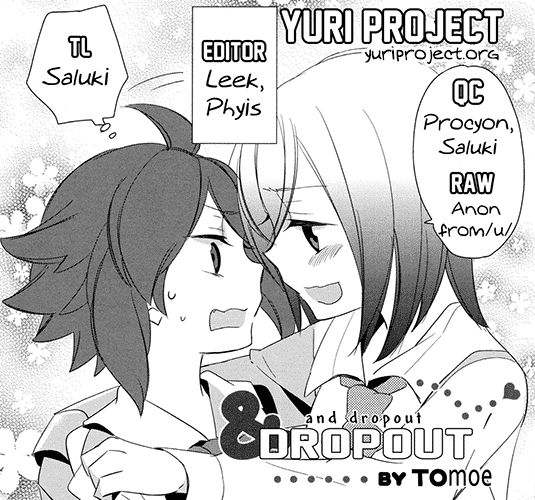 YURI PROJECT
yuriproject.org
TL
Saluki
EDITOR
Leek,
Phyis
QC
Procyon,
Saluki
RAW
Anon
from/u/
and dropout
& DROPOUT
BY TOmoe